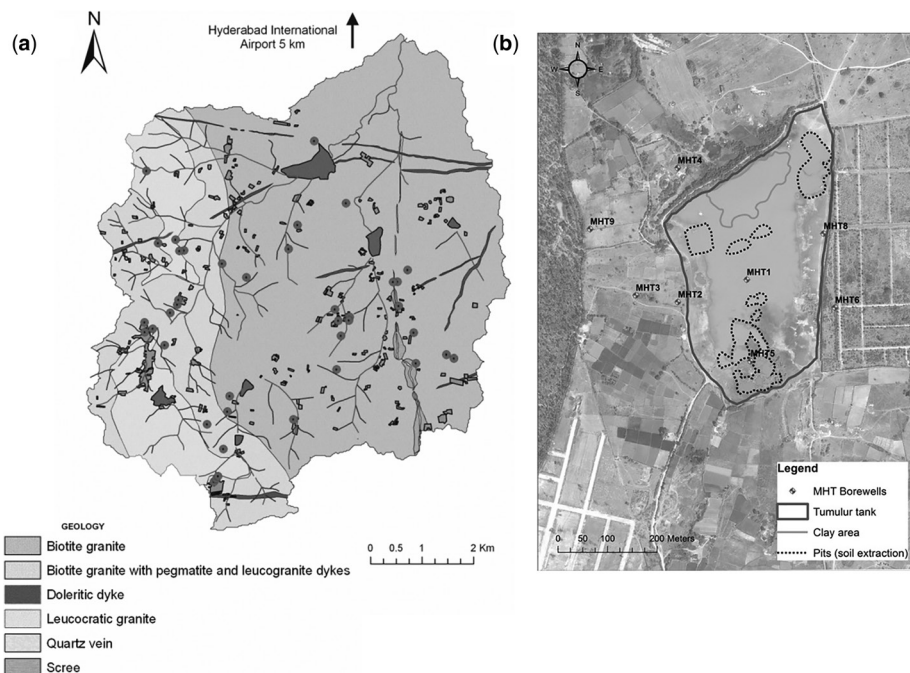 (a)
N
Hyderabad International
Airport 5 km
GEOLOGY
Biotite granite
Biotite granite with pegmatite and leucogranite dykes
Doleritic dyke
Leucocratic granite
Quartz vein
Scree
0 0.5 1 2 Km
(b)
N
W E
S
MHT4
MHT9
MHT8
MHT1
MHT3
MHT2
MHT6
MHT5
Legend
MHT Borewells
Tumulur tank
Clay area
Pits (soil extraction)
0 50 100 200 Meters